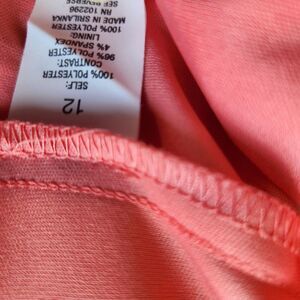 12
SELF:
100% POLYESTER
CONTRAST:
96% POLYESTER
4% SPANDEX
LINING:
100% POLYESTER
MADE IN SRI LANKA
RN 102296
SEE REVERSE